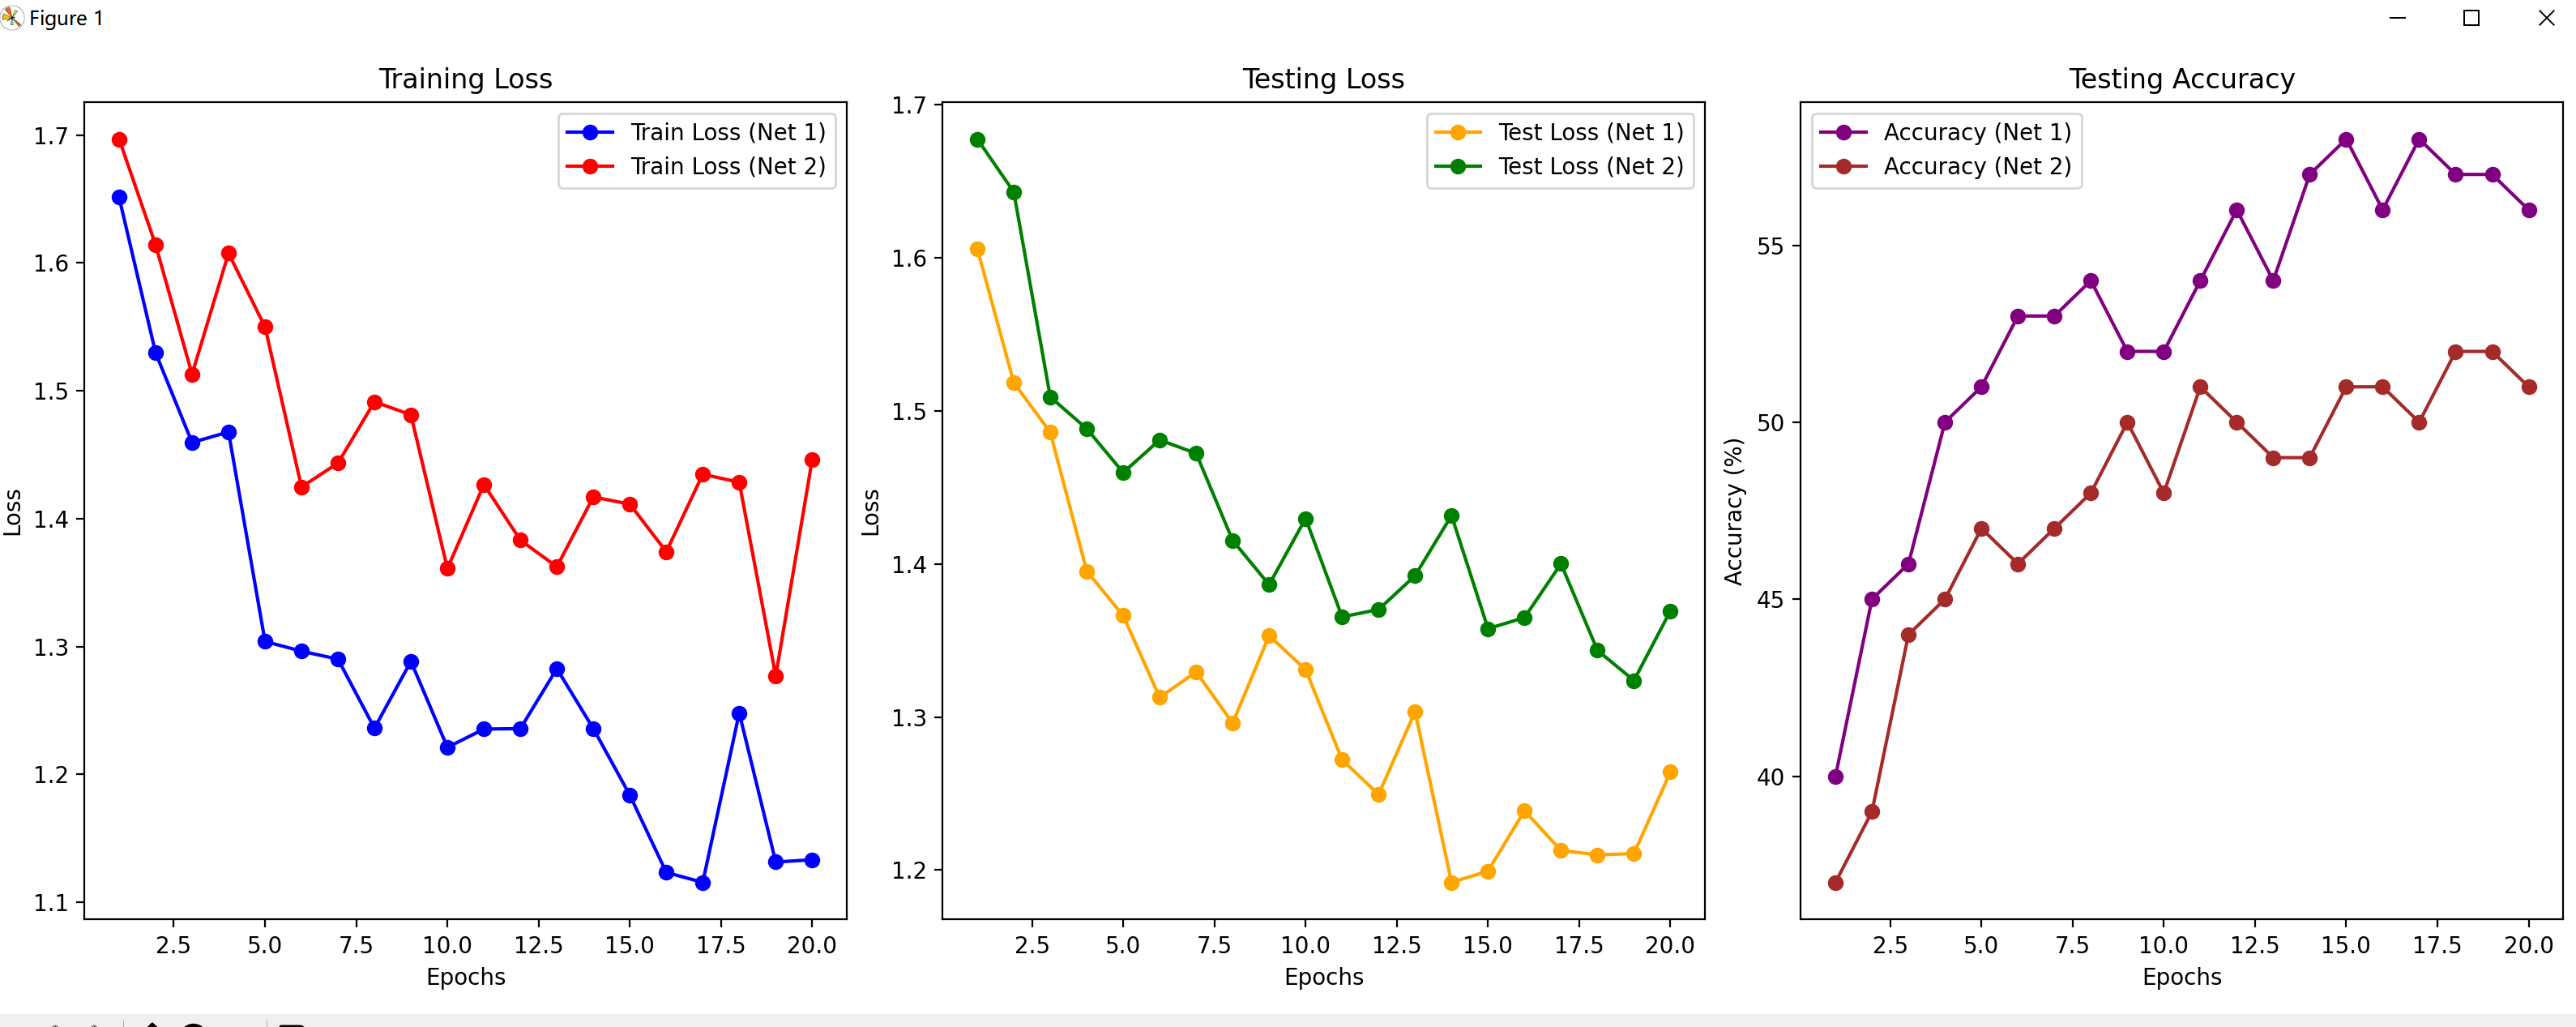 Figure 1
Training Loss
Train Loss (Net 1)
Train Loss (Net 2)
1.7
1.6
1.5
1.4
1.3
1.2
1.1
Loss
2.5 5.0 7.5 10.0 12.5 15.0 17.5 20.0
Epochs
Testing Loss
Test Loss (Net 1)
Test Loss (Net 2)
1.7
1.6
1.5
1.4
1.3
1.2
Loss
2.5 5.0 7.5 10.0 12.5 15.0 17.5 20.0
Epochs
Testing Accuracy
Accuracy (Net 1)
Accuracy (Net 2)
55
50
45
40
Accuracy (%)
2.5 5.0 7.5 10.0 12.5 15.0 17.5 20.0
Epochs